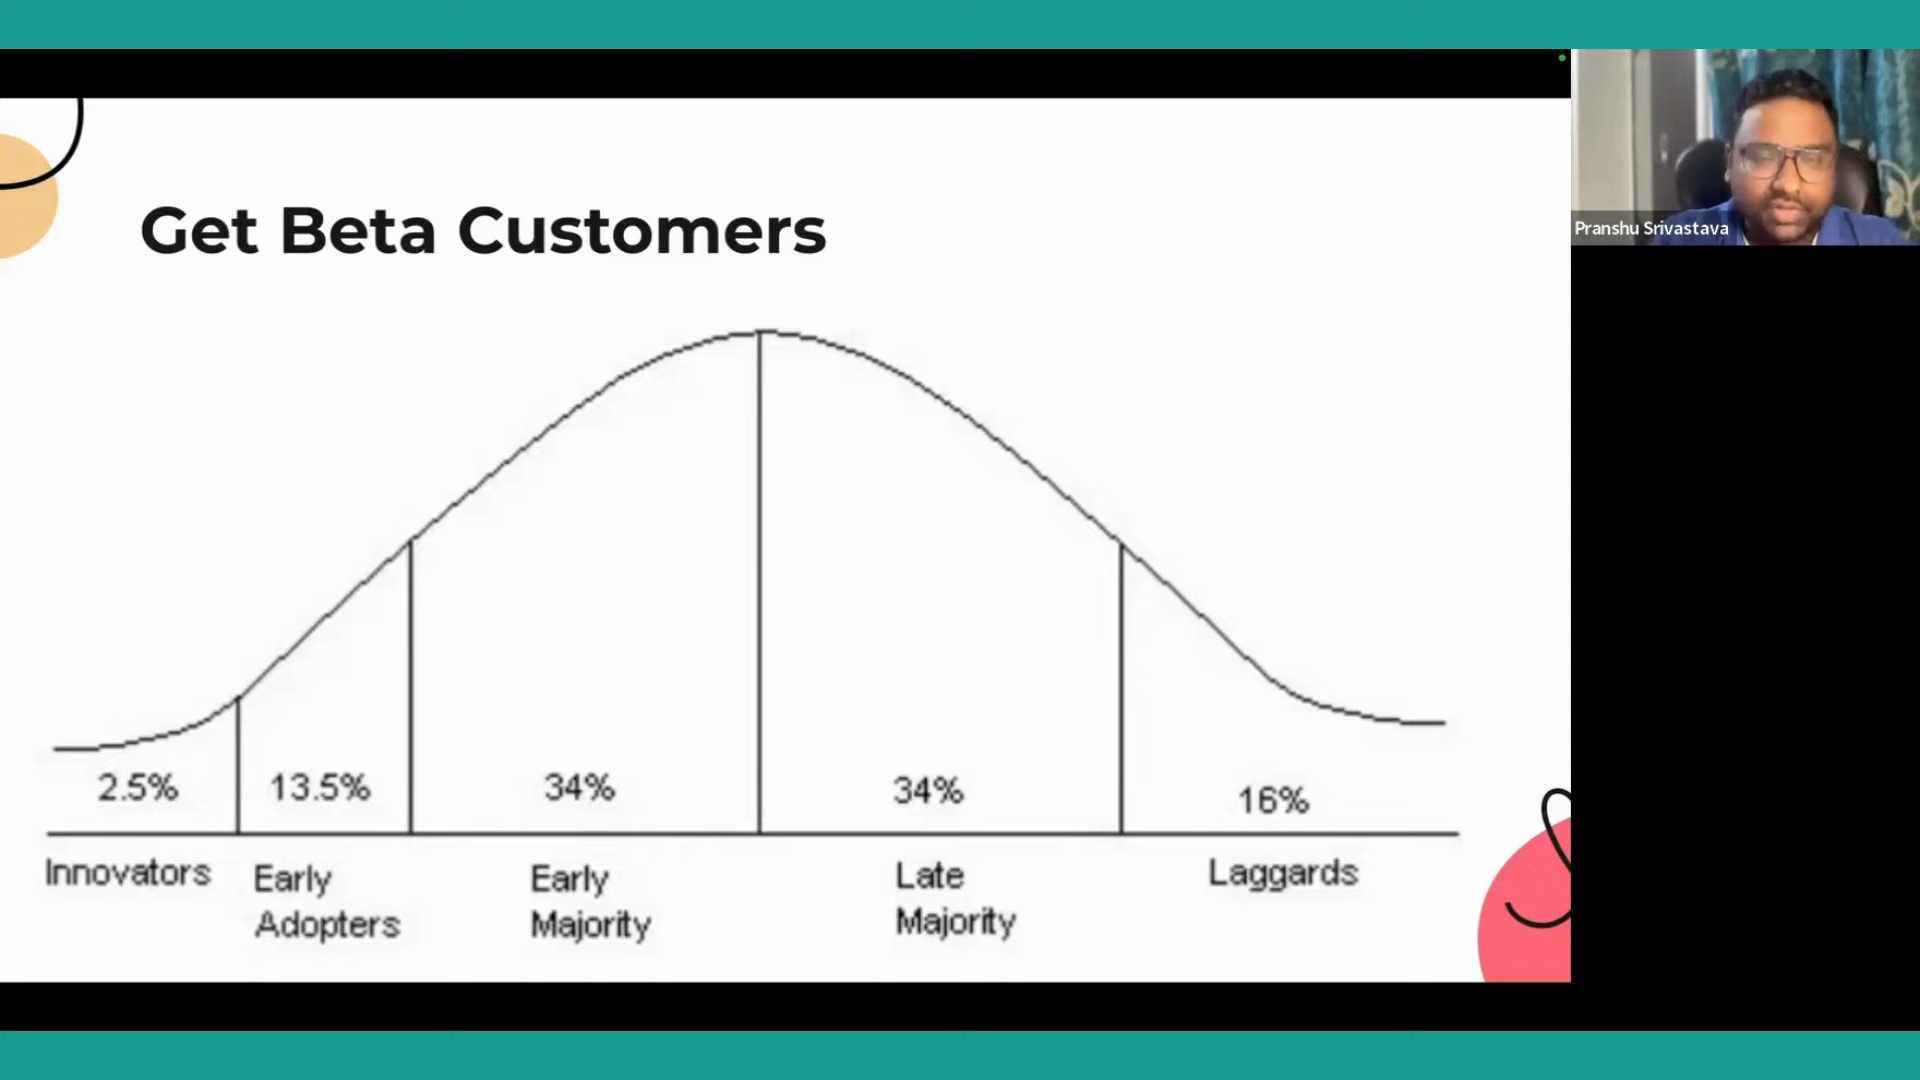 Get Beta Customers
Pranshu Srivastava
2.5%
13.5%
34%
34%
16%
Innovators
Early
Adopters
Early
Majority
Late
Majority
Laggards